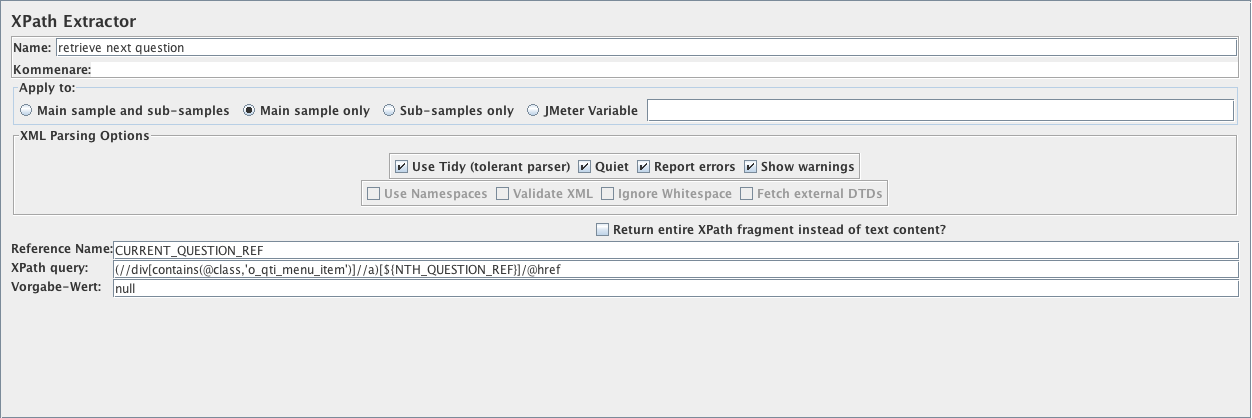 XPath Extractor
Name: retrieve next question
Kommenare:
Apply to:
Main sample and sub-samples Main sample only Sub-samples only JMeter Variable
XML Parsing Options
Use Tidy (tolerant parser) Quiet Report errors Show warnings
Use Namespaces Validate XML Ignore Whitespace Fetch external DTDs
Return entire XPath fragment instead of text content?
Reference Name: CURRENT_QUESTION_REF
XPath query: (//div[contains(@class,'o_qti_menu_item')]//a)[${NTH_QUESTION_REF}]/@href
Vorgabe-Wert: null